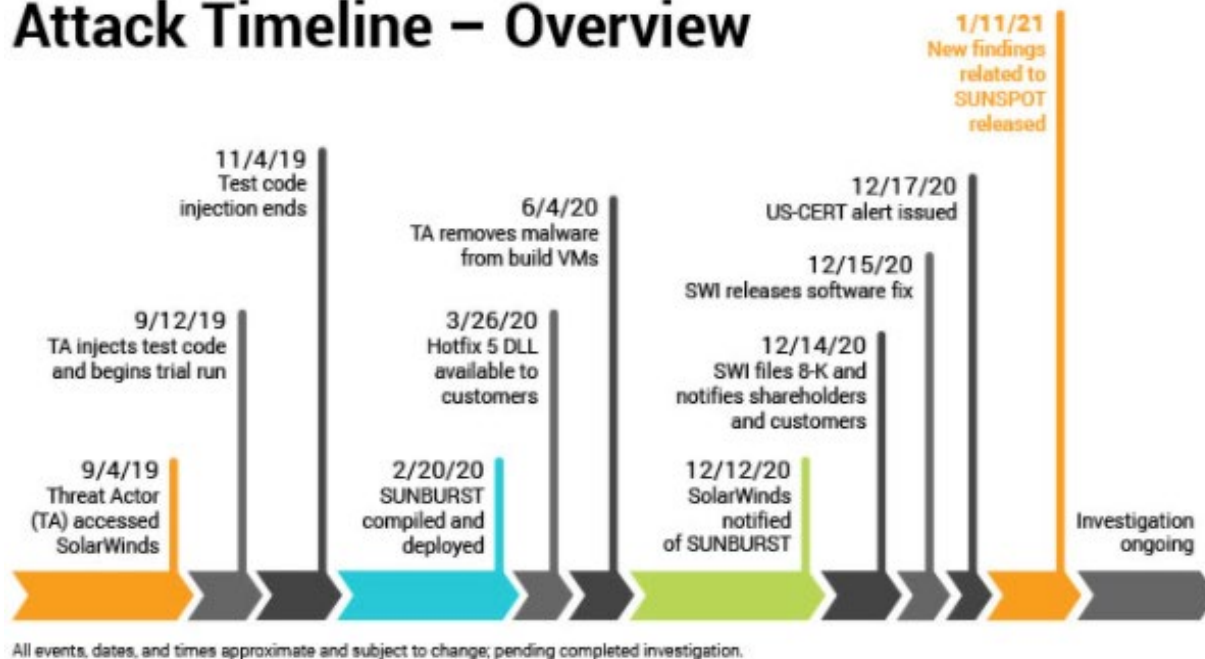 Attack Timeline – Overview
9/4/19
Threat Actor
(TA) accessed
SolarWinds
9/12/19
TA injects test code
and begins trial run
11/4/19
Test code
injection ends
2/20/20
SUNBURST
compiled and
deployed
3/26/20
Hotfix 5 DLL
available to
customers
6/4/20
TA removes malware
from build VMs
12/12/20
SolarWinds
notified
of SUNBURST
12/14/20
SWI files 8-K and
notifies shareholders
and customers
12/15/20
SWI releases software fix
12/17/20
US-CERT alert issued
1/11/21
New findings
related to
SUNSPOT
released
Investigation
ongoing
All events, dates, and times approximate and subject to change; pending completed investigation.